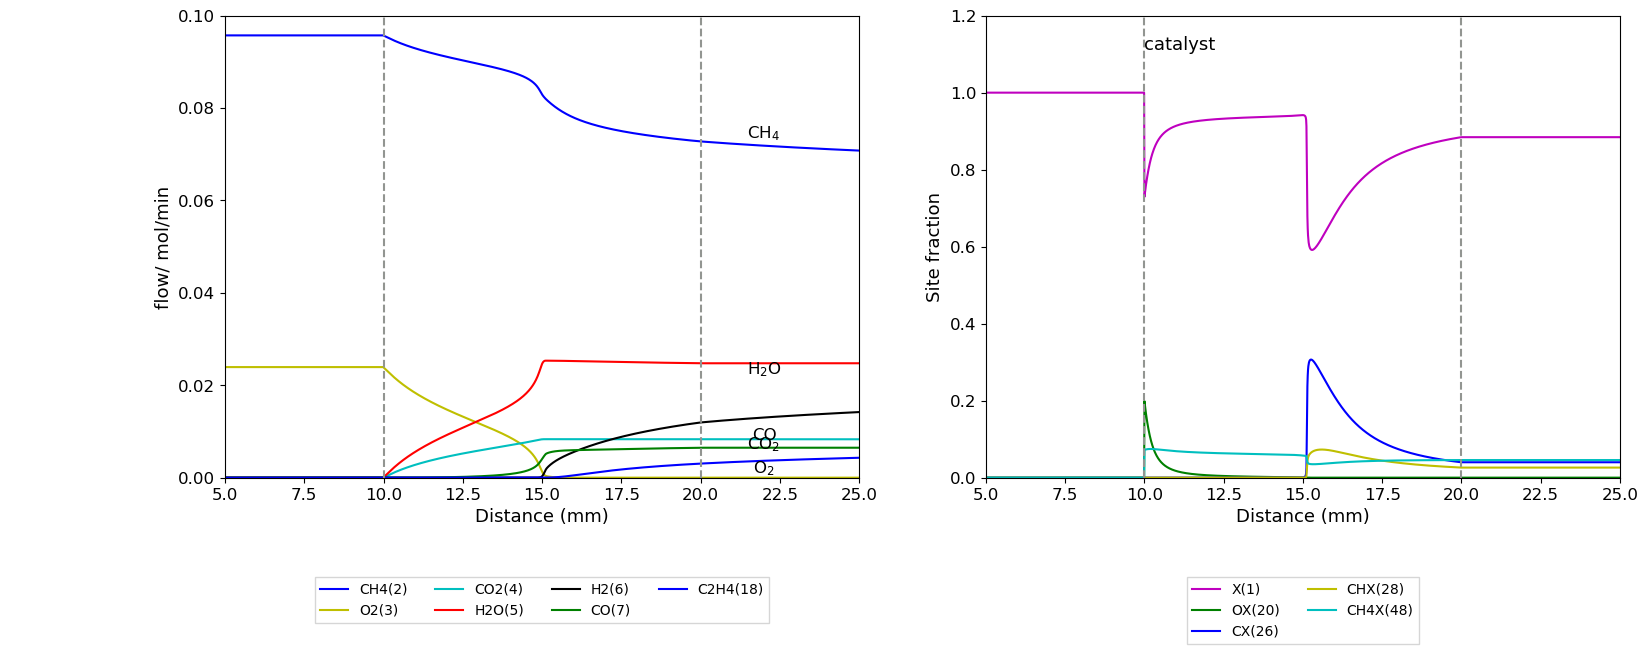 0.10
0.08
0.06
0.04
0.02
0.00
flow/ mol/min
CH₄
H₂O
CO
CO₂
O₂
5.0 7.5 10.0 12.5 15.0 17.5 20.0 22.5 25.0
Distance (mm)
CH4(2) CO2(4) H2(6) C2H4(18)
O2(3) H2O(5) CO(7)
1.2
1.0
0.8
0.6
0.4
0.2
0.0
Site fraction
catalyst
5.0 7.5 10.0 12.5 15.0 17.5 20.0 22.5 25.0
Distance (mm)
X(1) CHX(28)
OX(20) CH4X(48)
CX(26)